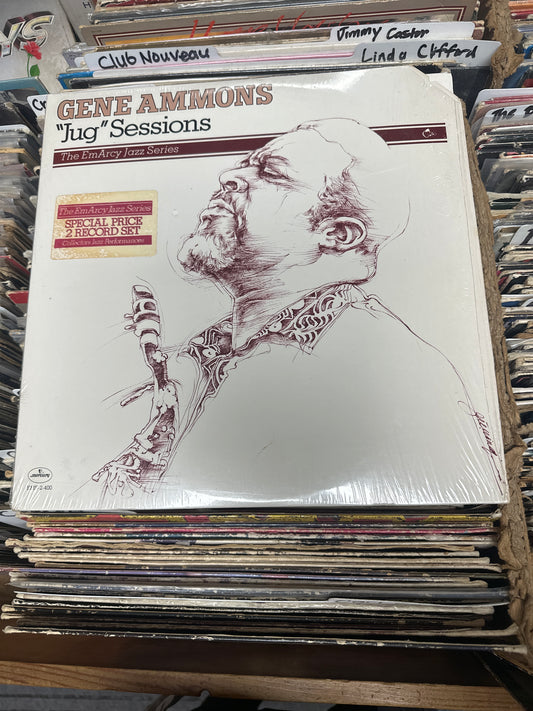 Jimmy Castor
Club Nouveau
Linda Clifford
GENE AMMONS
"Jug" Sessions
The EmArcy Jazz Series
The EmArcy Jazz Series
SPECIAL PRICE
2 RECORD SET
Collectors Jazz Performances
mercury